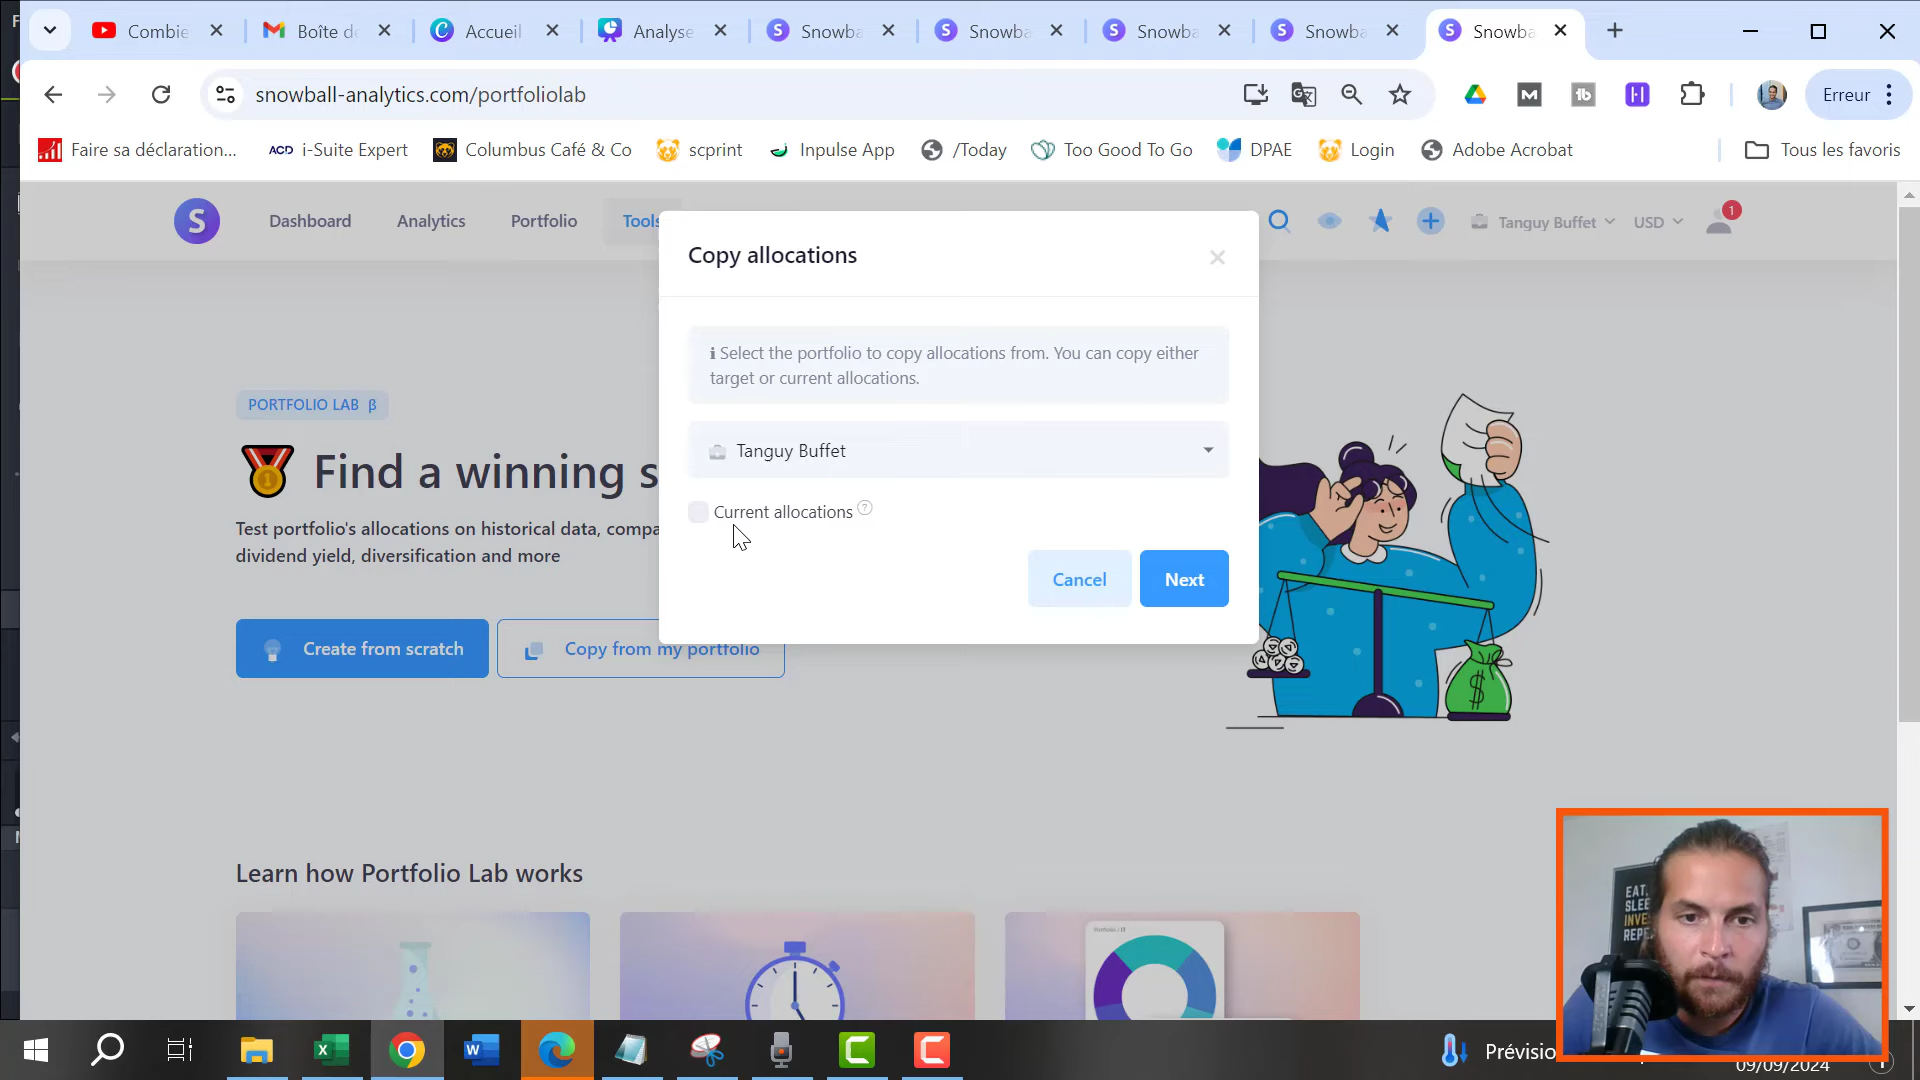 Combie
Boîte de
Accueil
Analyse
Snowba
Snowba
Snowba
Snowba
Snowba
snowball-analytics.com/portfoliolab
Erreur
Faire sa déclaration...
ACD i-Suite Expert
Columbus Café & Co
scprint
Inpulse App
/Today
Too Good To Go
DPAE
Login
Adobe Acrobat
Tous les favoris
S
Dashboard
Analytics
Portfolio
Tools
Tanguy Buffet
USD
1
Copy allocations
i Select the portfolio to copy allocations from. You can copy either
target or current allocations.
Tanguy Buffet
Current allocations ?
Cancel
Next
PORTFOLIO LAB β
Find a winning s
Test portfolio's allocations on historical data, compa
dividend yield, diversification and more
Create from scratch
Copy from my portfolio
Learn how Portfolio Lab works
EAT,
SLEE
INVE
REPE
Prévisio
09/09/2024